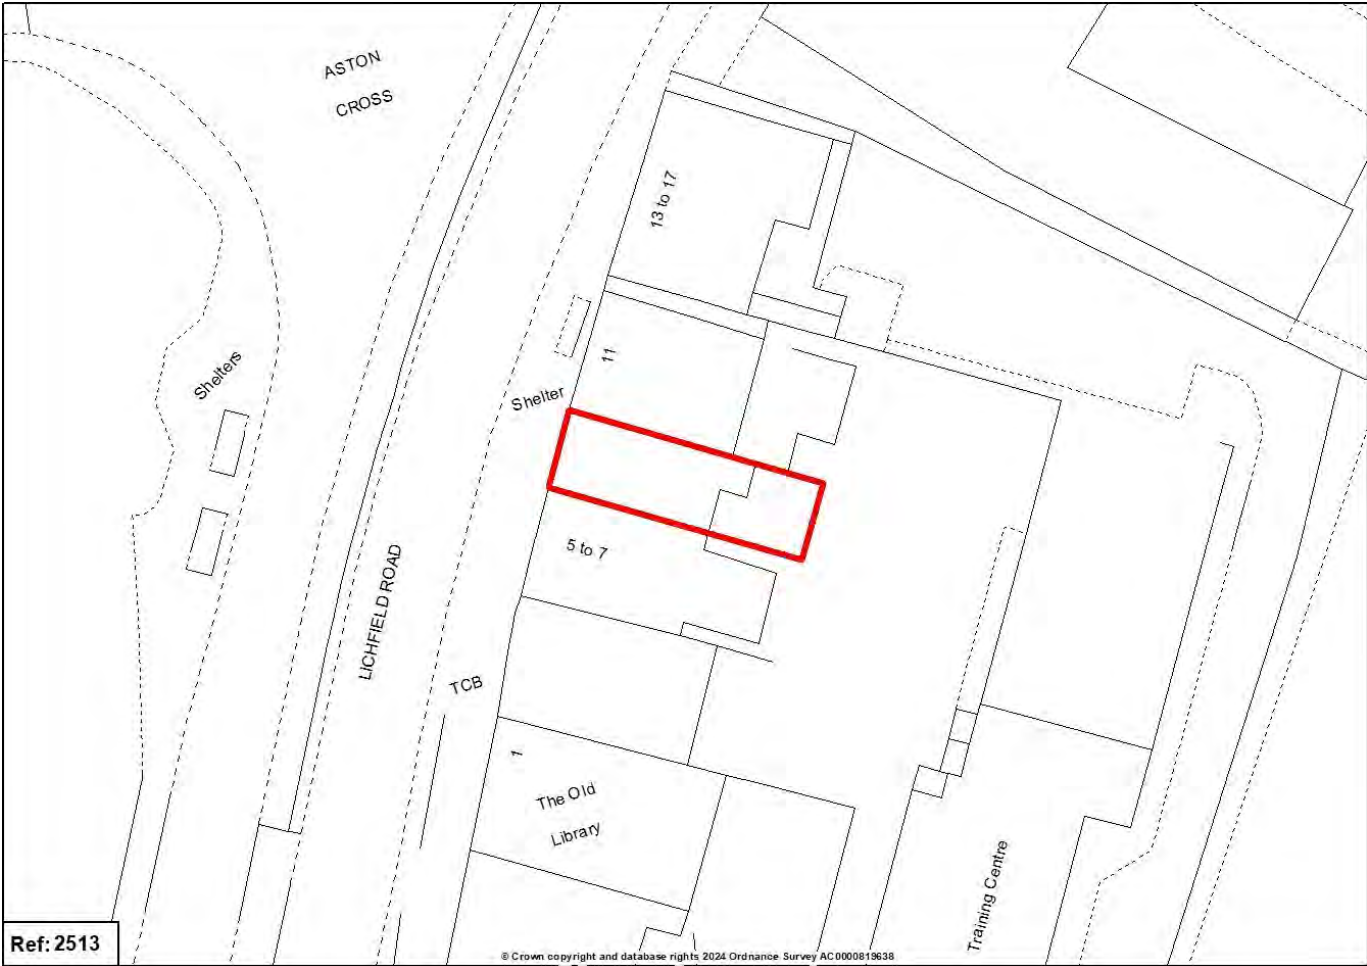 ASTON
CROSS
13 to 17
11
Shelters
Shelter
5 to 7
LICHFIELD ROAD
TCB
1
The Old
Library
Training Centre
Ref: 2513
© Crown copyright and database rights 2024 Ordnance Survey AC0000819638